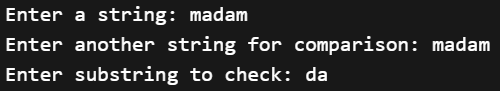 Enter a string: madam
Enter another string for comparison: madam
Enter substring to check: da